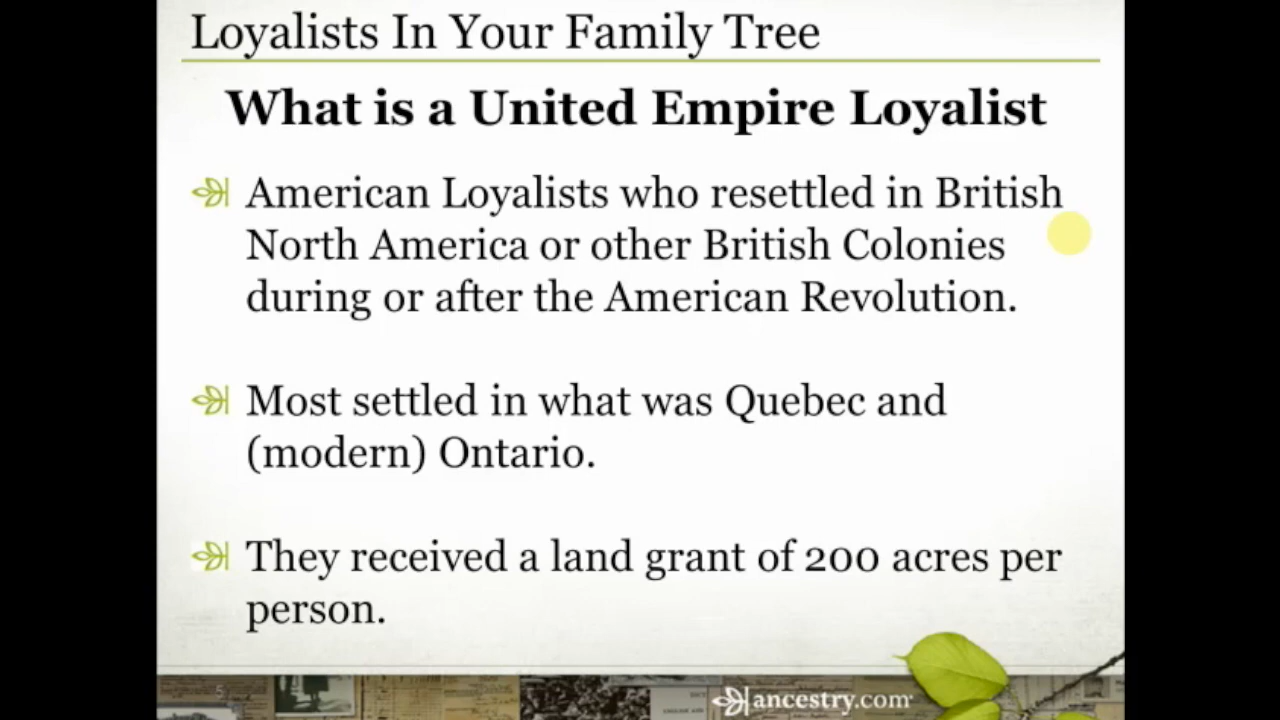 Loyalists In Your Family Tree
What is a United Empire Loyalist
American Loyalists who resettled in British
North America or other British Colonies
during or after the American Revolution.
Most settled in what was Quebec and
(modern) Ontario.
They received a land grant of 200 acres per
person.
5
ancestry.com